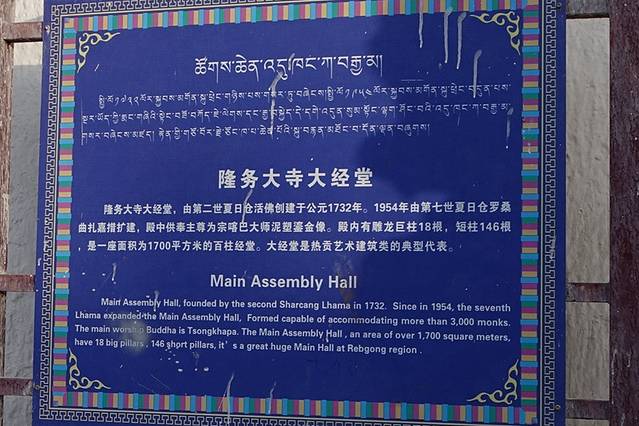 ཚོགས་ཆེན་འདུ་ཁང་ཀ་བརྒྱ་མ།
隆务大寺大经堂
隆务大寺大经堂，由第二世夏日仓活佛创建于公元1732年。1954年由第七世夏日仓罗桑
曲扎嘉措扩建，殿中供奉主尊为宗喀巴大师泥塑鎏金像。殿内有雕龙巨柱18根，短柱146根
，是一座面积为1700平方米的百柱经堂。大经堂是热贡艺术建筑类的典型代表。
Main Assembly Hall
Main Assembly Hall, founded by the second Sharcang Lhama in 1732. Since in 1954, the seventh
Lhama expanded the Main Assembly Hall, Formed capable of accommodating more than 3,000 monks.
The main worship Buddha is Tsongkhapa. The Main Assembly Hall , an area of over 1,700 square meters,
have 18 big pillars , 146 short pillars, it's a great huge Main Hall at Rebgong region .